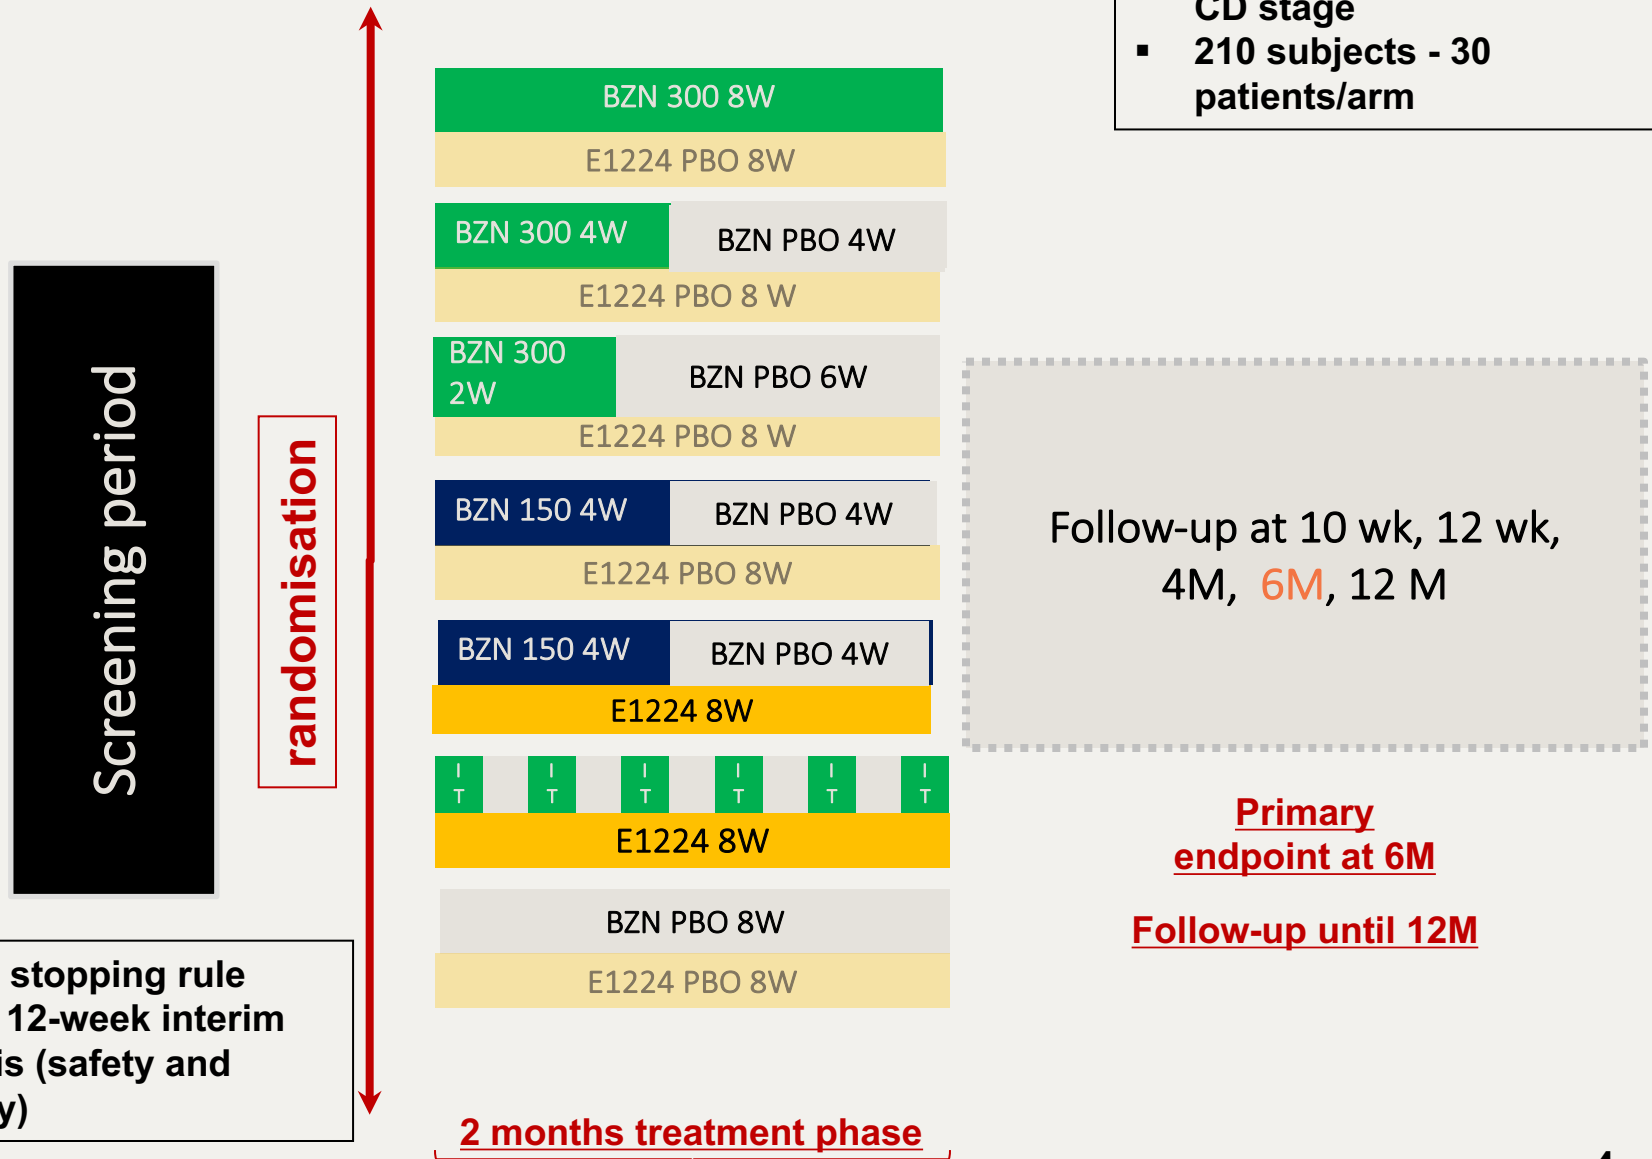 CD stage
▪ 210 subjects - 30
patients/arm
Screening period
randomisation
BZN 300 8W
E1224 PBO 8W
BZN 300 4W
BZN PBO 4W
E1224 PBO 8 W
BZN 300
2W
BZN PBO 6W
E1224 PBO 8 W
BZN 150 4W
BZN PBO 4W
E1224 PBO 8W
BZN 150 4W
BZN PBO 4W
E1224 8W
I
T
I
T
I
T
I
T
I
T
I
T
E1224 8W
BZN PBO 8W
E1224 PBO 8W
Follow-up at 10 wk, 12 wk,
4M, 6M, 12 M
Primary
endpoint at 6M
Follow-up until 12M
stopping rule
12-week interim
is (safety and
y)
2 months treatment phase